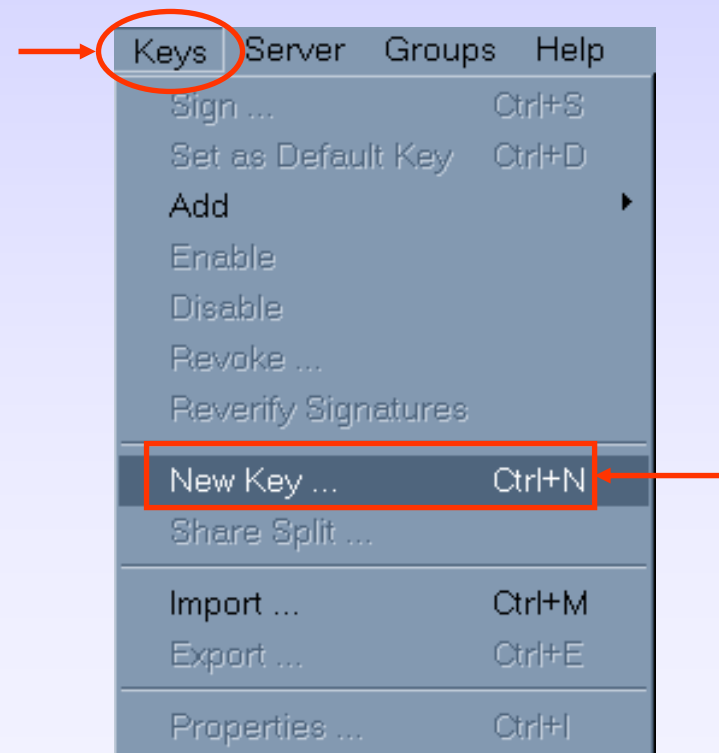 Keys Server Groups Help
Sign ... Ctrl+S
Set as Default Key Ctrl+D
Add
Enable
Disable
Revoke ...
Reverify Signatures
New Key ... Ctrl+N
Share Split ...
Import ... Ctrl+M
Export ... Ctrl+E
Properties ... Ctrl+I